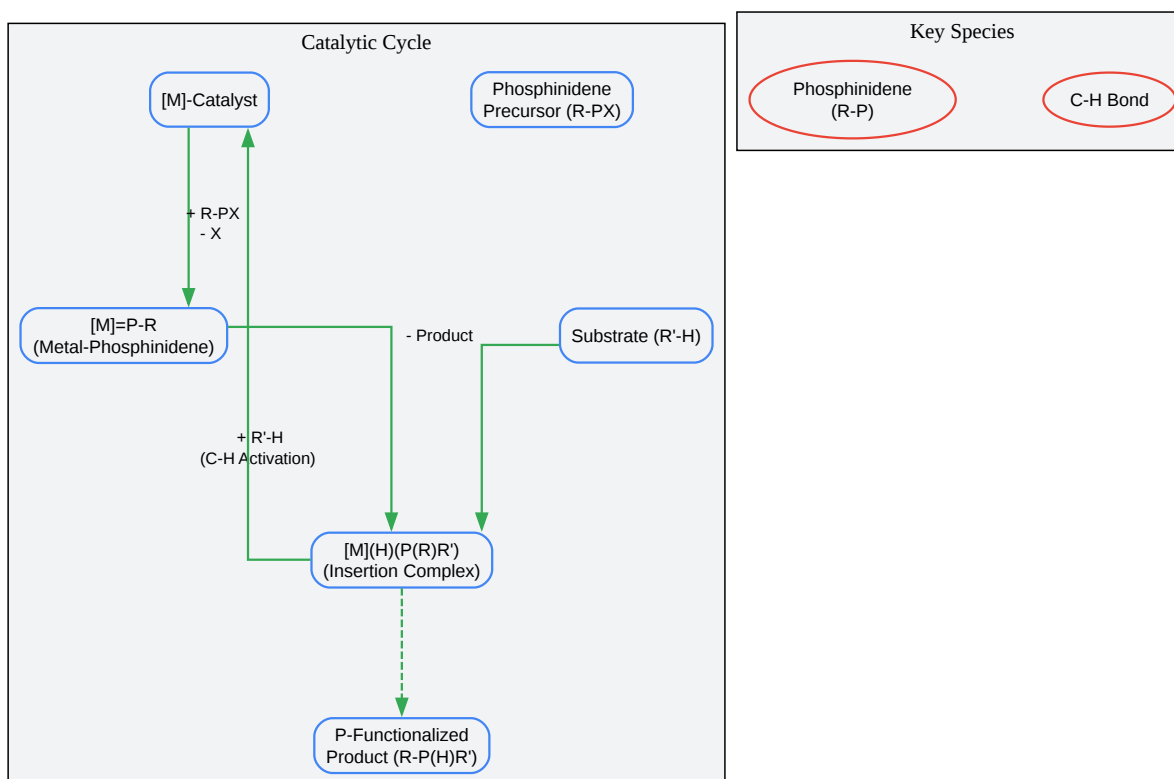 Catalytic Cycle
[M]-Catalyst
Phosphinidene
Precursor (R-PX)
+ R-PX
- X
[M]=P-R
(Metal-Phosphinidene)
- Product
Substrate (R'-H)
+ R'-H
(C-H Activation)
[M](H)(P(R)R')
(Insertion Complex)
P-Functionalized
Product (R-P(H)R')
Key Species
Phosphinidene
(R-P)
C-H Bond